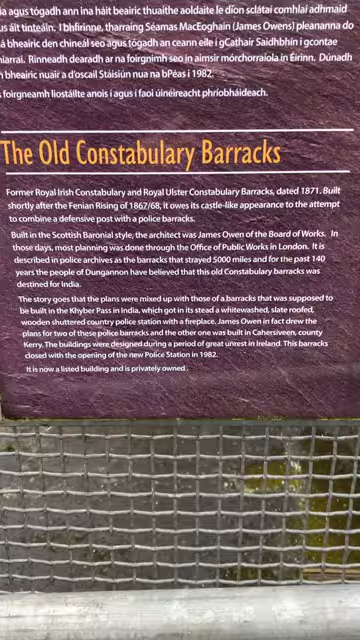 ia agus tógadh ann ina háit beairic thuaithe aoldaite le díon sclátaí comhlaí adhmaid
us áit tinteáin. I bhfírinne, tharraing Séamas MacEoghain (James Owens) pleananna do
á bheairic den chineál seo agus tógadh an ceann eile i gCathair Saidhbhín i gcontae
hiarraí. Rinneadh dearadh ar na foirgnimh seo in aimsir mórchorraíola in Éirinn. Dúnadh
n bheairic nuair a d'oscail Stáisiún nua na bPéas i 1982.
foirgneamh liostáilte anois í agus í faoi úinéireacht phríobháideach.
The Old Constabulary Barracks
Former Royal Irish Constabulary and Royal Ulster Constabulary Barracks, dated 1871. Built
shortly after the Fenian Rising of 1867/68, it owes its castle-like appearance to the attempt
to combine a defensive post with a police barracks.
Built in the Scottish Baronial style, the architect was James Owen of the Board of Works. In
those days, most planning was done through the Office of Public Works in London. It is
described in police archives as the barracks that strayed 5000 miles and for the past 140
years the people of Dungannon have believed that this old Constabulary barracks was
destined for India.
The story goes that the plans were mixed up with those of a barracks that was supposed to
be built in the Khyber Pass in India, which got in its stead a whitewashed, slate roofed,
wooden shuttered country police station with a fireplace. James Owen in fact drew the
plans for two of these police barracks and the other one was built in Cahersiveen, county
Kerry. The buildings were designed during a period of great unrest in Ireland. This barracks
closed with the opening of the new Police Station in 1982.
It is now a listed building and is privately owned.